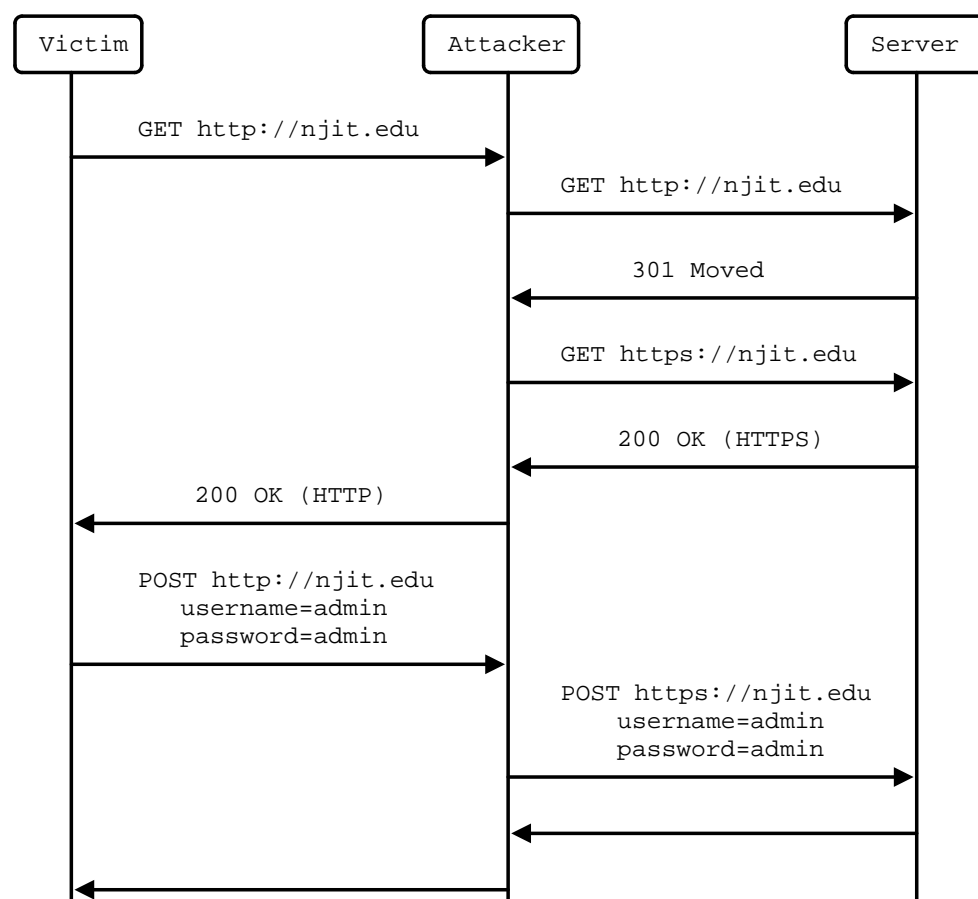 Victim
Attacker
Server
GET http://njit.edu
GET http://njit.edu
301 Moved
GET https://njit.edu
200 OK (HTTPS)
200 OK (HTTP)
POST http://njit.edu
username=admin
password=admin
POST https://njit.edu
username=admin
password=admin